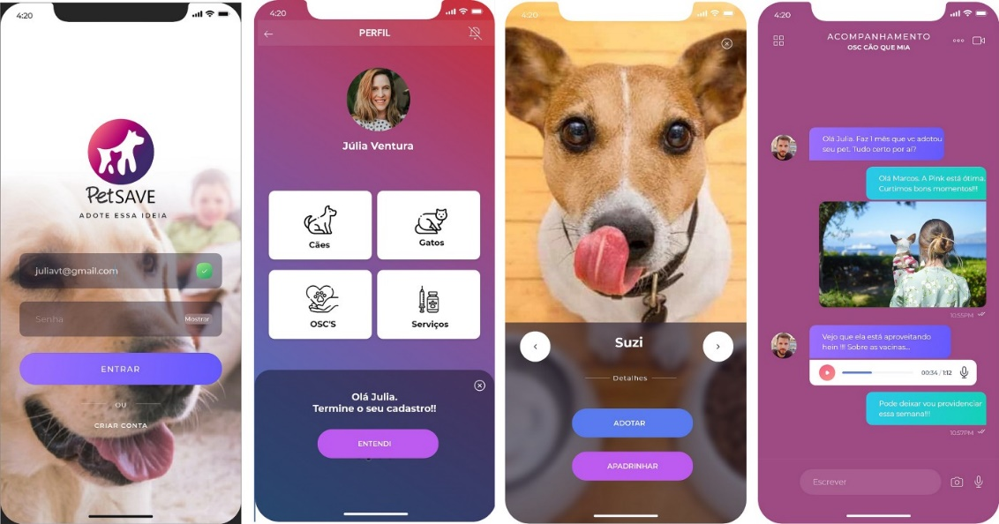 4:20
PetSAVE
ADOTE ESSA IDEIA
juliavt@gmail.com
Senha
Mostrar
ENTRAR
OU
CRIAR CONTA
4:20
PERFIL
Júlia Ventura
Cães
Gatos
OSC'S
Serviços
Olá Julia.
Termine o seu cadastro!!
ENTENDI
4:20
Suzi
Detalhes
ADOTAR
APADRINHAR
4:20
ACOMPANHAMENTO
OSC CÃO QUE MIA
Olá Julia. Faz 1 mês que vc adotou
seu pet. Tudo certo por aí?
Olá Marcos. A Pink está ótima.
Curtimos bons momentos!!!
10:55PM
Vejo que ela está aproveitando
hein !!! Sobre as vacinas...
00:34 / 1:12
Pode deixar vou providenciar
essa semana!!!
10:57PM
Escrever